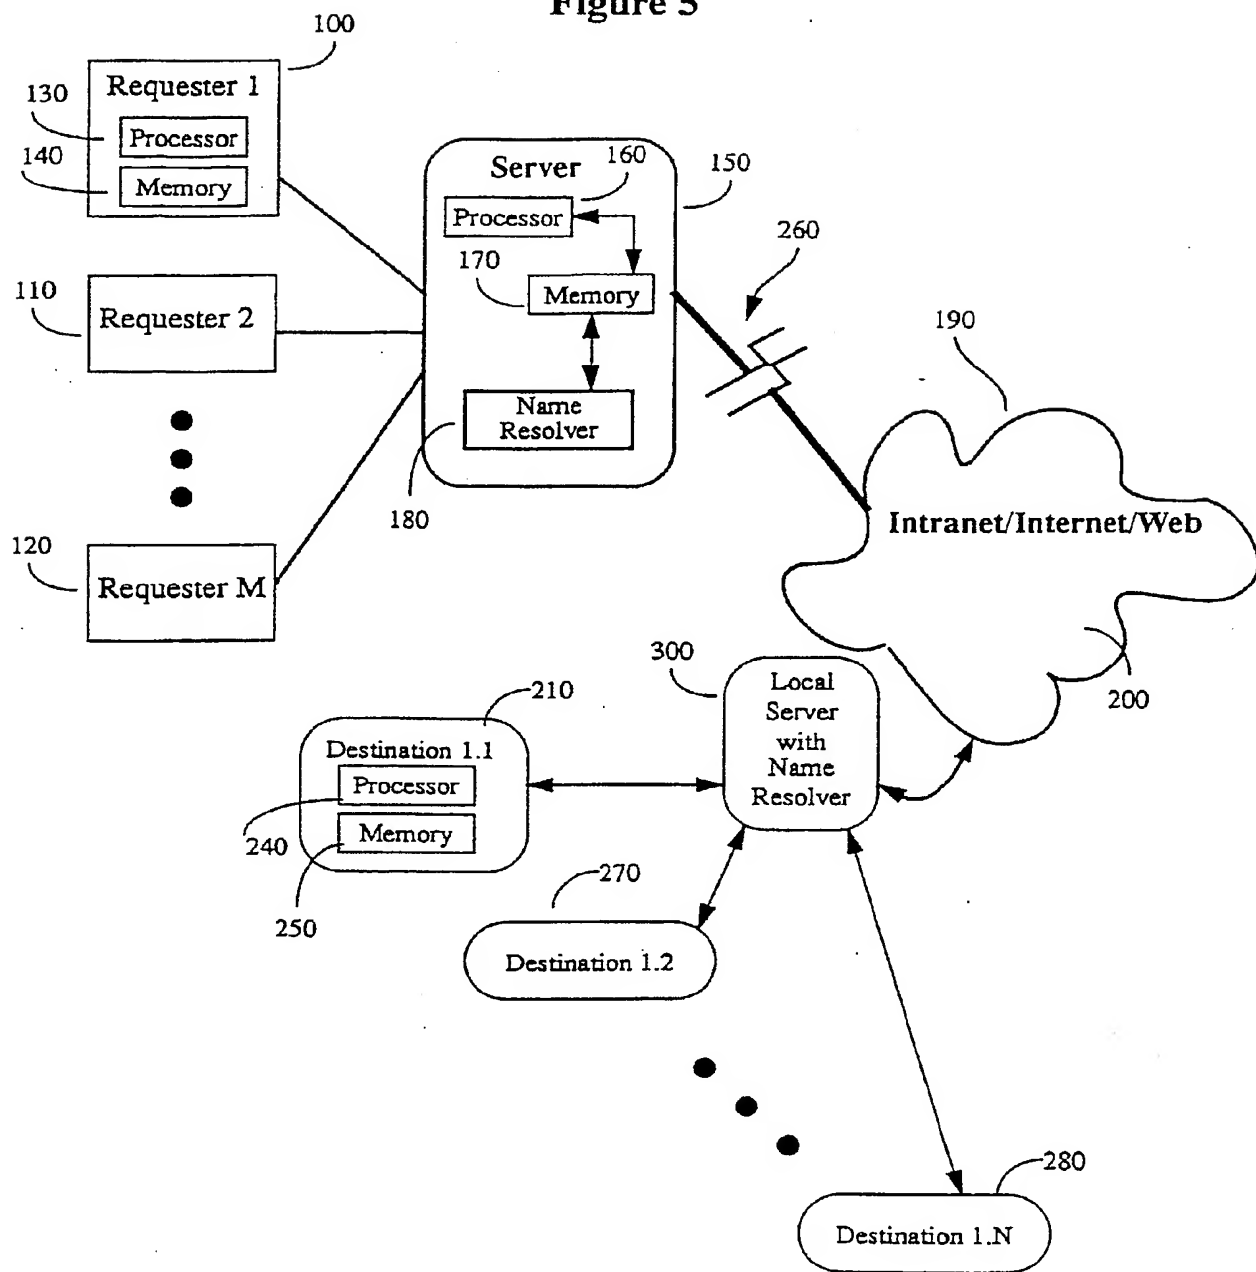 Figure 5
100
Requester 1
130
Processor
140
Memory
110
Requester 2
120
Requester M
Server
160
150
Processor
170
Memory
Name
Resolver
180
260
190
Intranet/Internet/Web
200
300
Local
Server
with
Name
Resolver
210
Destination 1.1
Processor
240
Memory
250
270
Destination 1.2
280
Destination 1.N